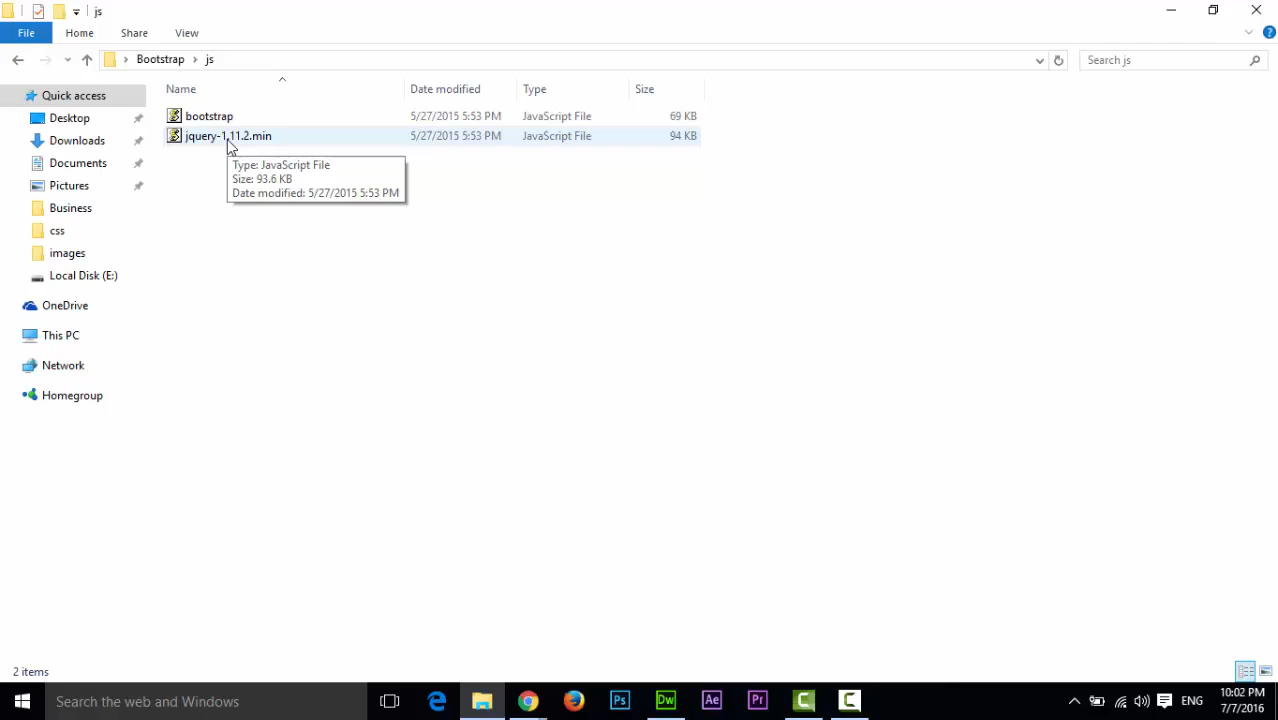 js
File Home Share View
Bootstrap js
Search js
Name Date modified Type Size
Quick access
Desktop
Downloads
Documents
Pictures
Business
css
images
Local Disk (E:)
OneDrive
This PC
Network
Homegroup
bootstrap 5/27/2015 5:53 PM JavaScript File 69 KB
jquery-1.11.2.min 5/27/2015 5:53 PM JavaScript File 94 KB
Type: JavaScript File
Size: 93.6 KB
Date modified: 5/27/2015 5:53 PM
2 items
Search the web and Windows
Ps Dw Ae Pr
ENG
10:02 PM
7/7/2016